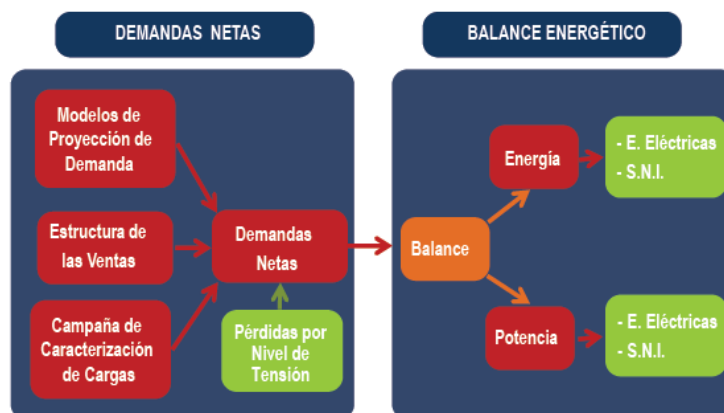 DEMANDAS NETAS
Modelos de
Proyección de
Demanda
Estructura de
las Ventas
Campaña de
Caracterización
de Cargas
Demandas
Netas
Pérdidas por
Nivel de
Tensión
BALANCE ENERGÉTICO
Balance
Energía
- E. Eléctricas
- S.N.I.
Potencia
- E. Eléctricas
- S.N.I.